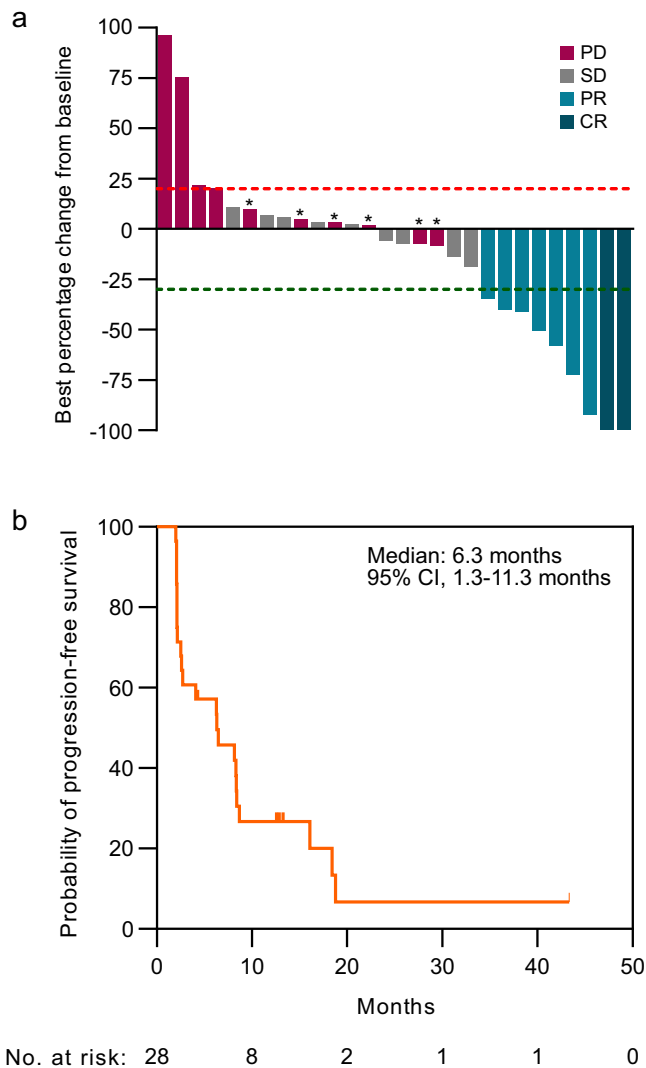 a
Best percentage change from baseline
100
75
50
25
0
-25
-50
-75
-100
PD
SD
PR
CR
*
*
*
*
* *
b
Probability of progression-free survival
100
80
60
40
20
0
Median: 6.3 months
95% CI, 1.3-11.3 months
0 10 20 30 40 50
Months
No. at risk: 28 8 2 1 1 0